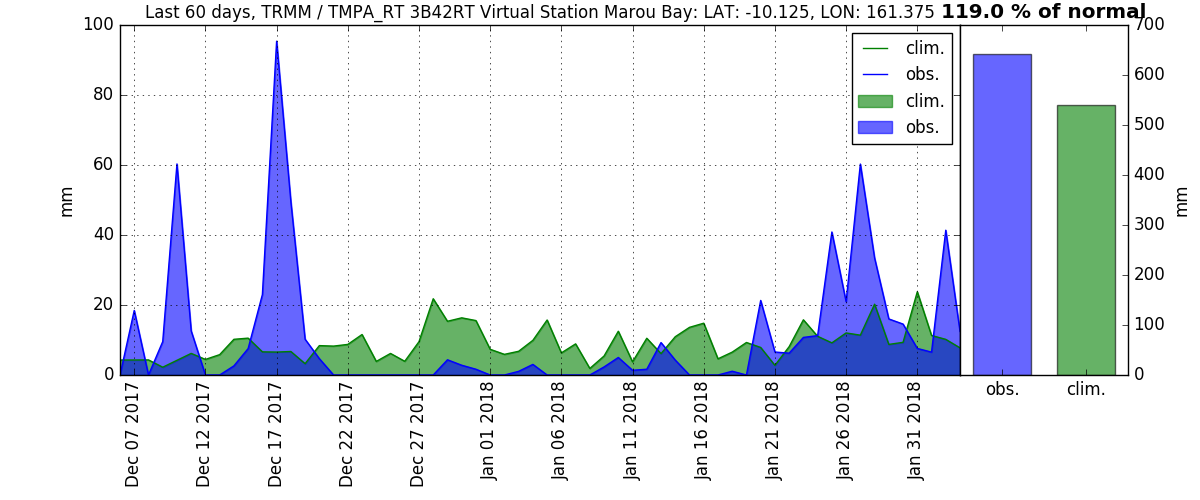 Last 60 days, TRMM / TMPA_RT 3B42RT Virtual Station Marou Bay: LAT: -10.125, LON: 161.375 119.0 % of normal
100
80
60
40
20
0
mm
clim.
obs.
clim.
obs.
700
600
500
400
300
200
100
0
mm
obs.
clim.
Dec 07 2017
Dec 12 2017
Dec 17 2017
Dec 22 2017
Dec 27 2017
Jan 01 2018
Jan 06 2018
Jan 11 2018
Jan 16 2018
Jan 21 2018
Jan 26 2018
Jan 31 2018